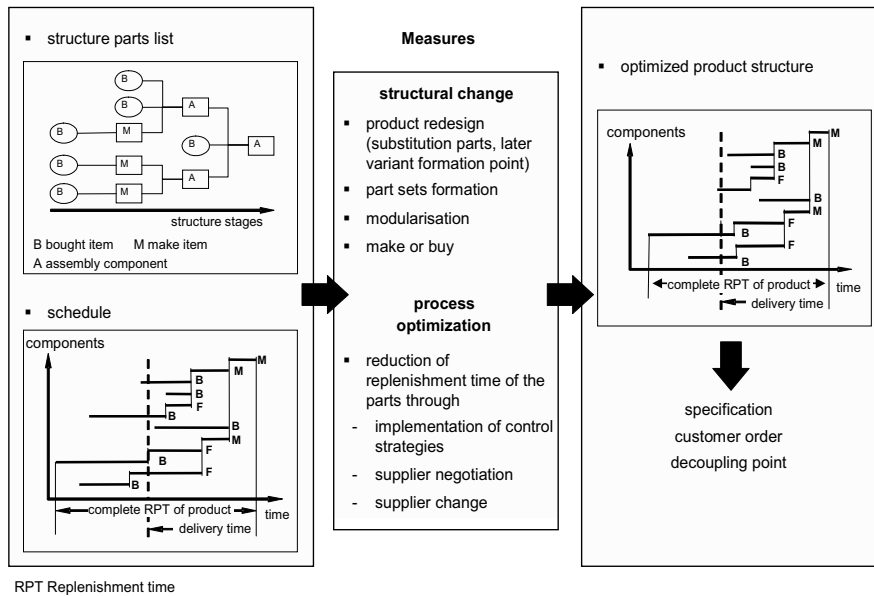 ▪ structure parts list
B
B
A
B
M
B
A
B
M
A
B
M
structure stages
B bought item M make item
A assembly component
▪ schedule
components
M
M
B
B
F
B
B
M
F
B
F
B
complete RPT of product
time
delivery time
Measures
structural change
▪ product redesign
(substitution parts, later
variant formation point)
▪ part sets formation
▪ modularisation
▪ make or buy
process
optimization
▪ reduction of
replenishment time of the
parts through
- implementation of control
strategies
- supplier negotiation
- supplier change
▪ optimized product structure
components
M
M
B
B
F
B
M
F
B
F
B
complete RPT of product
time
delivery time
specification
customer order
decoupling point
RPT Replenishment time